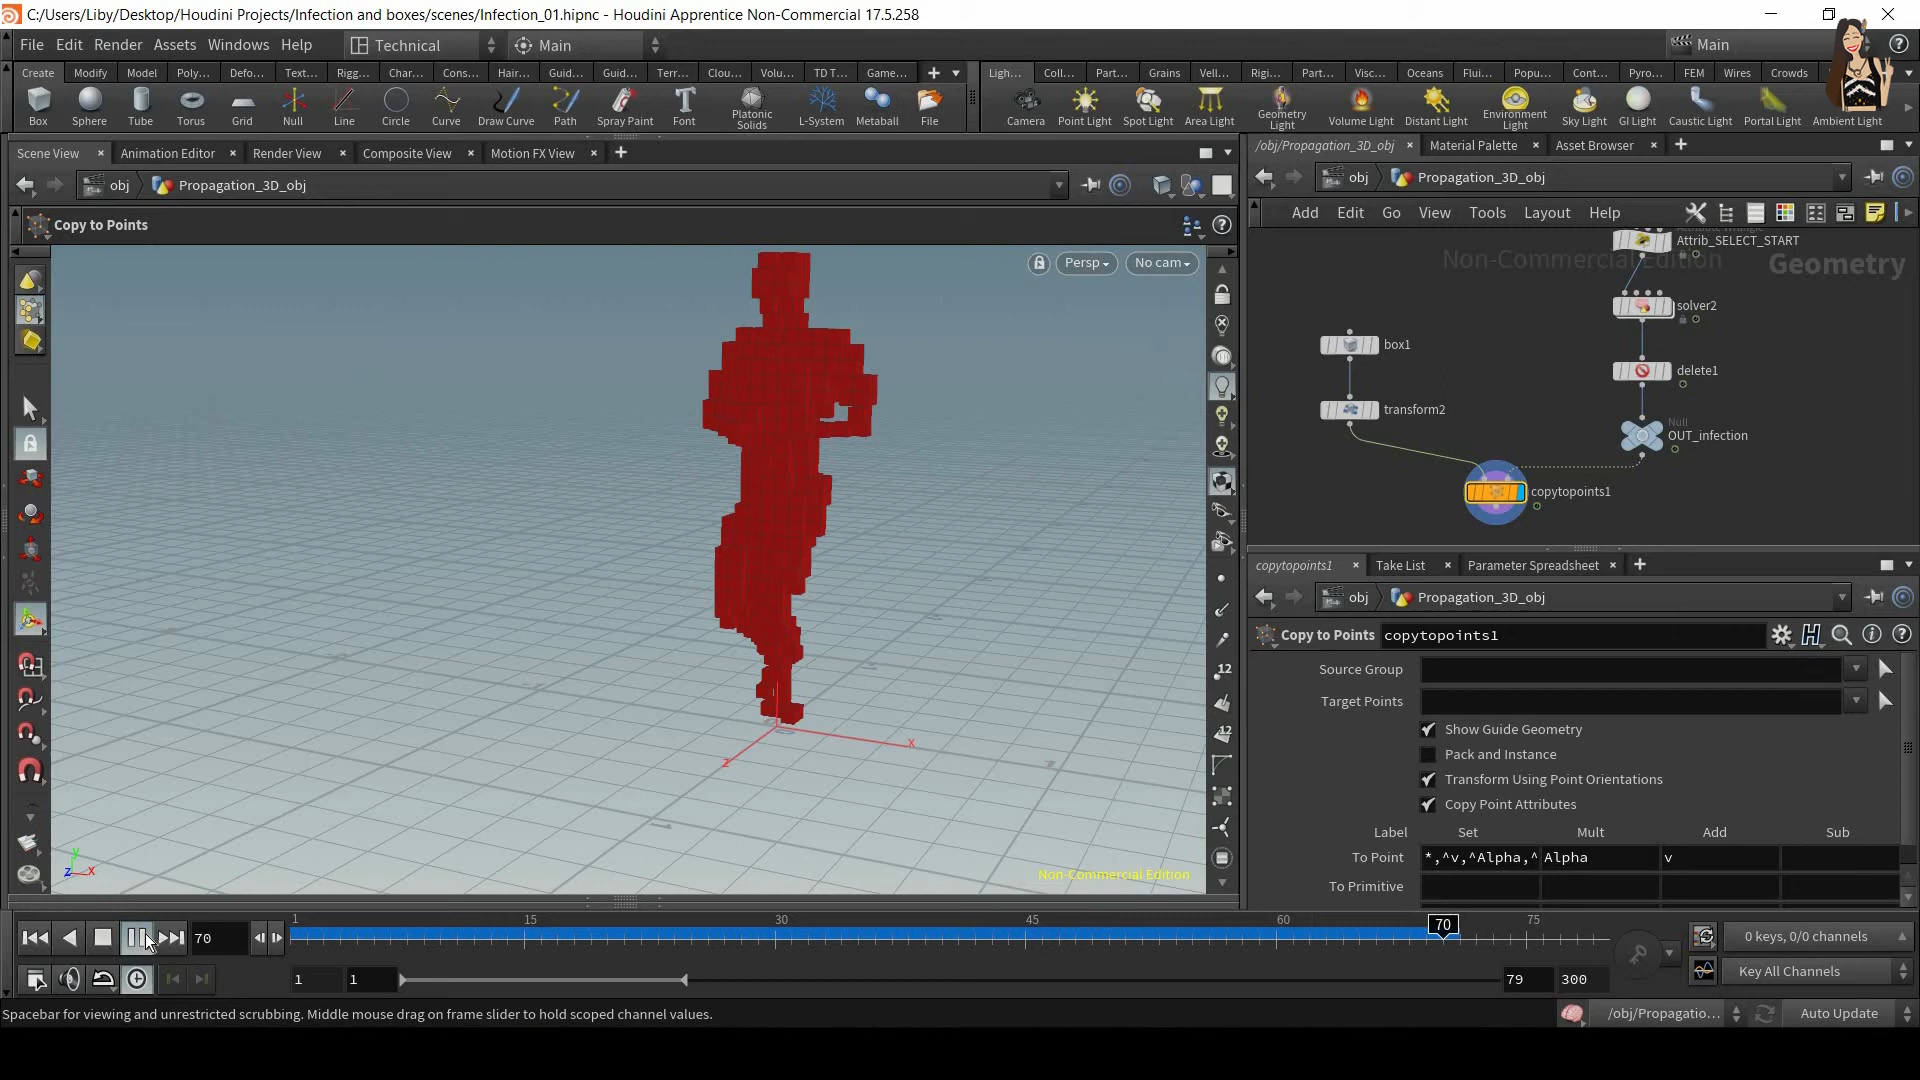 C:/Users/Liby/Desktop/Houdini Projects/Infection and boxes/scenes/Infection_01.hipnc - Houdini Apprentice Non-Commercial 17.5.258
File Edit Render Assets Windows Help Technical Main Main
Create Modify Model Poly... Defo... Text... Rigg... Char... Cons... Hair... Guid... Guid... Terr... Clou... Volu... TD T... Game... Ligh... Coll... Part... Grains Vell... Rigi... Part... Visc... Oceans Flui... Popu... Cont... Pyro... FEM Wires Crowds
Box Sphere Tube Torus Grid Null Line Circle Curve Draw Curve Path Spray Paint Font Platonic Solids L-System Metaball File Camera Point Light Spot Light Area Light Geometry Light Volume Light Distant Light Environment Light Sky Light GI Light Caustic Light Portal Light Ambient Light
Scene View Animation Editor Render View Composite View Motion FX View
obj Propagation_3D_obj
Copy to Points
Persp No cam
Non-Commercial Edition
x
z
y
z x
12
12
/obj/Propagation_3D_obj Material Palette Asset Browser
obj Propagation_3D_obj
Add Edit Go View Tools Layout Help
Non-Commercial Edition
Geometry
Attrib_SELECT_START
solver2
box1
delete1
transform2
Null
OUT_infection
copytopoints1
copytopoints1 Take List Parameter Spreadsheet
obj Propagation_3D_obj
Copy to Points copytopoints1
Source Group
Target Points
Show Guide Geometry
Pack and Instance
Transform Using Point Orientations
Copy Point Attributes
Label Set Mult Add Sub
To Point *,^v,^Alpha,^ Alpha v
To Primitive
1 15 30 45 60 70 75
70
0 keys, 0/0 channels
1 1 79 300
Key All Channels
Spacebar for viewing and unrestricted scrubbing. Middle mouse drag on frame slider to hold scoped channel values.
/obj/Propagatio... Auto Update